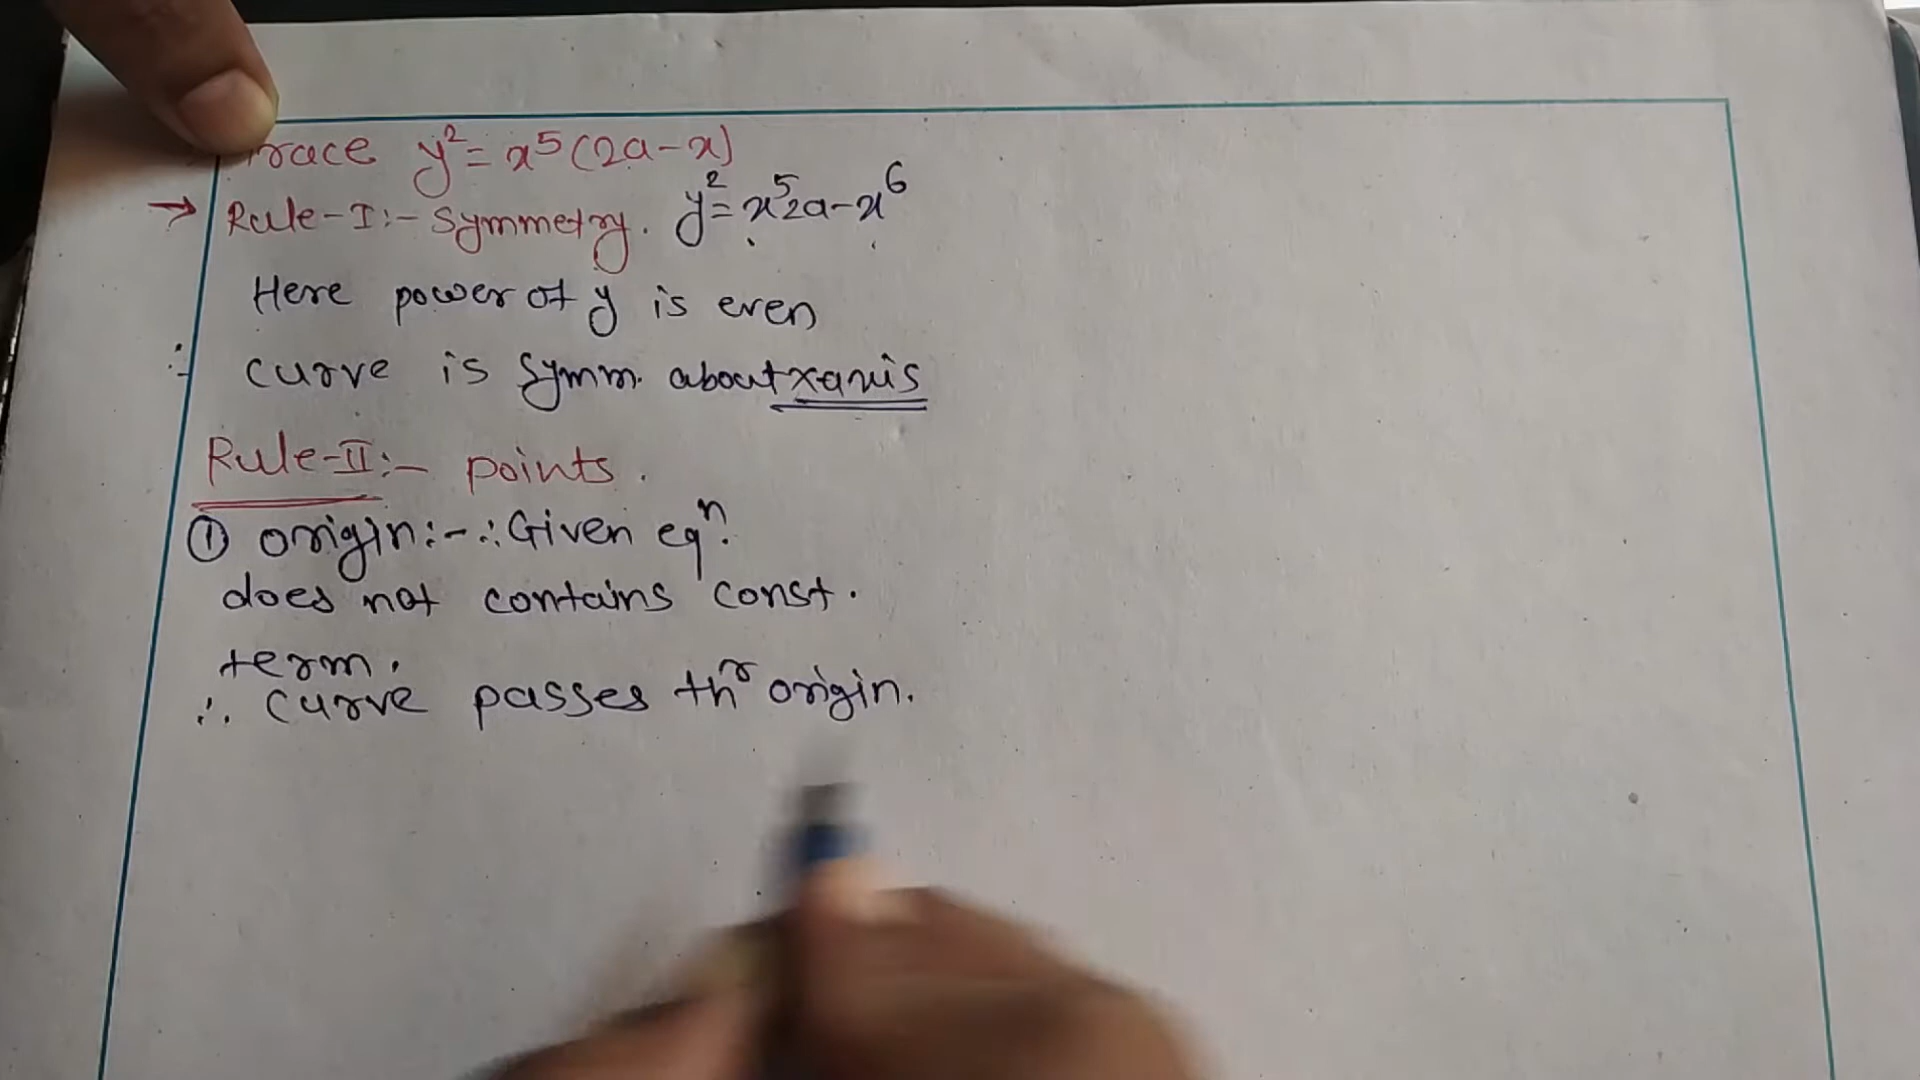 Trace y² = x⁵(2a-x)
→ Rule-I:- Symmetry. y² = x⁵2a-x⁶
Here power of y is even
∴ curve is symm. about x axis
Rule-II:- points.
① origin:- ∵ Given eqⁿ.
does not contains const.
term.
∴ curve passes thʳ origin.